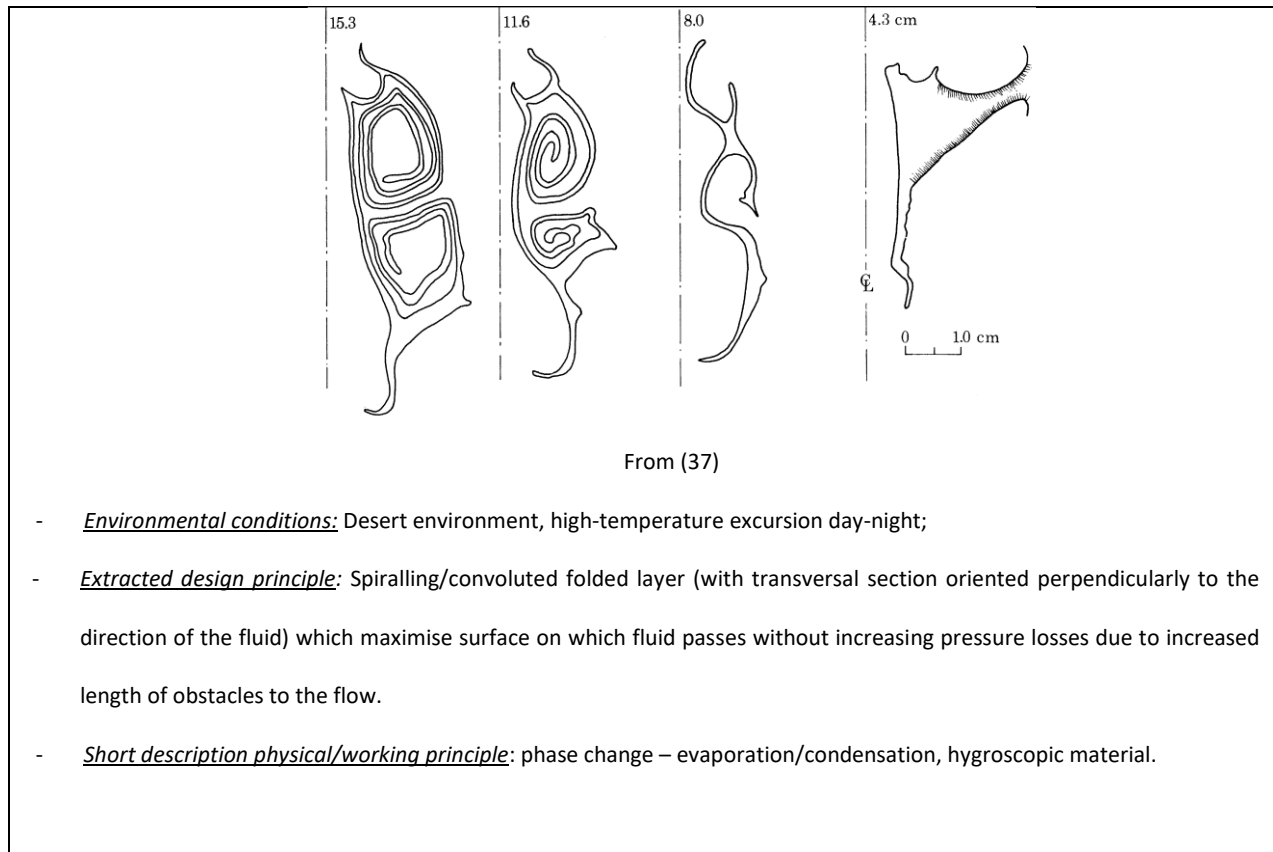 15.3 11.6 8.0 4.3 cm
℄
0 1.0 cm
From (37)
- Environmental conditions: Desert environment, high-temperature excursion day-night;
- Extracted design principle: Spiralling/convoluted folded layer (with transversal section oriented perpendicularly to the
direction of the fluid) which maximise surface on which fluid passes without increasing pressure losses due to increased
length of obstacles to the flow.
- Short description physical/working principle: phase change – evaporation/condensation, hygroscopic material.